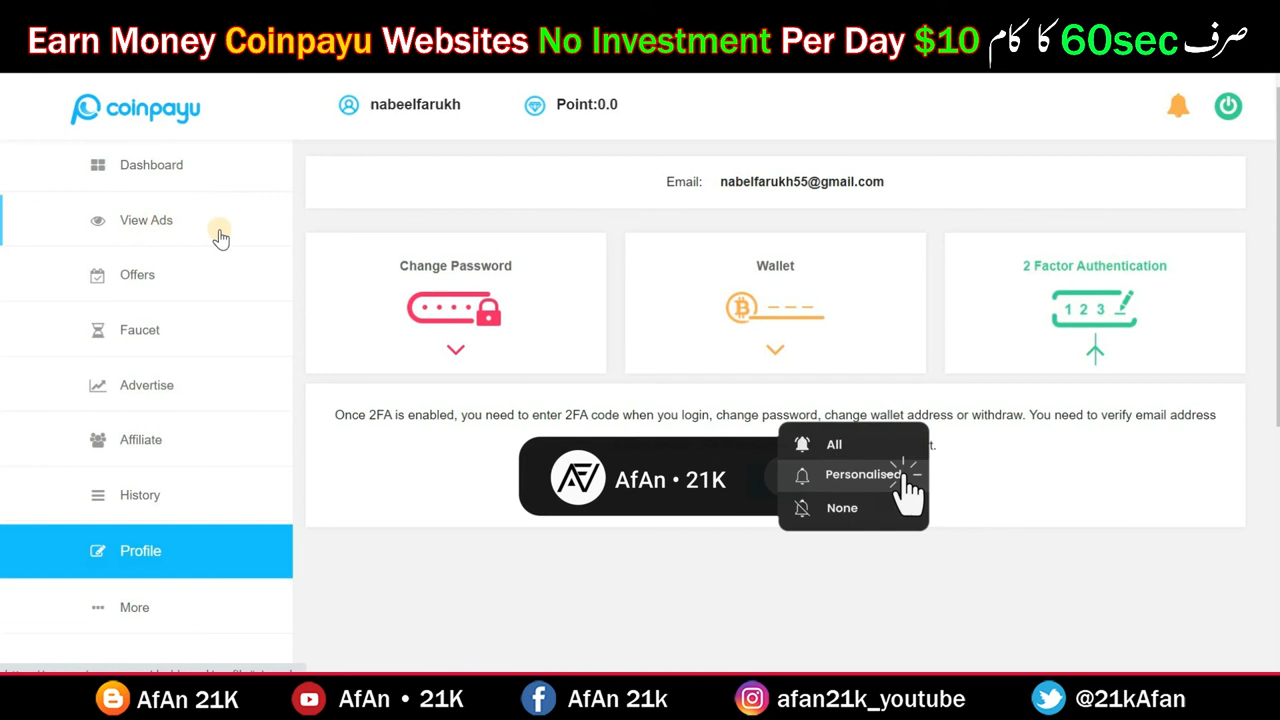 Earn Money Coinpayu Websites No Investment Per Day $10 صرف 60sec کا کام
coinpayu
nabeelfarukh
Point:0.0
Dashboard
View Ads
Offers
Faucet
Advertise
Affiliate
History
Profile
More
Email: nabelfarukh55@gmail.com
Change Password
Wallet
2 Factor Authentication
1 2 3
Once 2FA is enabled, you need to enter 2FA code when you login, change password, change wallet address or withdraw. You need to verify email address
t.
AfAn • 21K
All
Personalised
None
AfAn 21K
AfAn • 21K
AfAn 21k
afan21k_youtube
@21kAfan